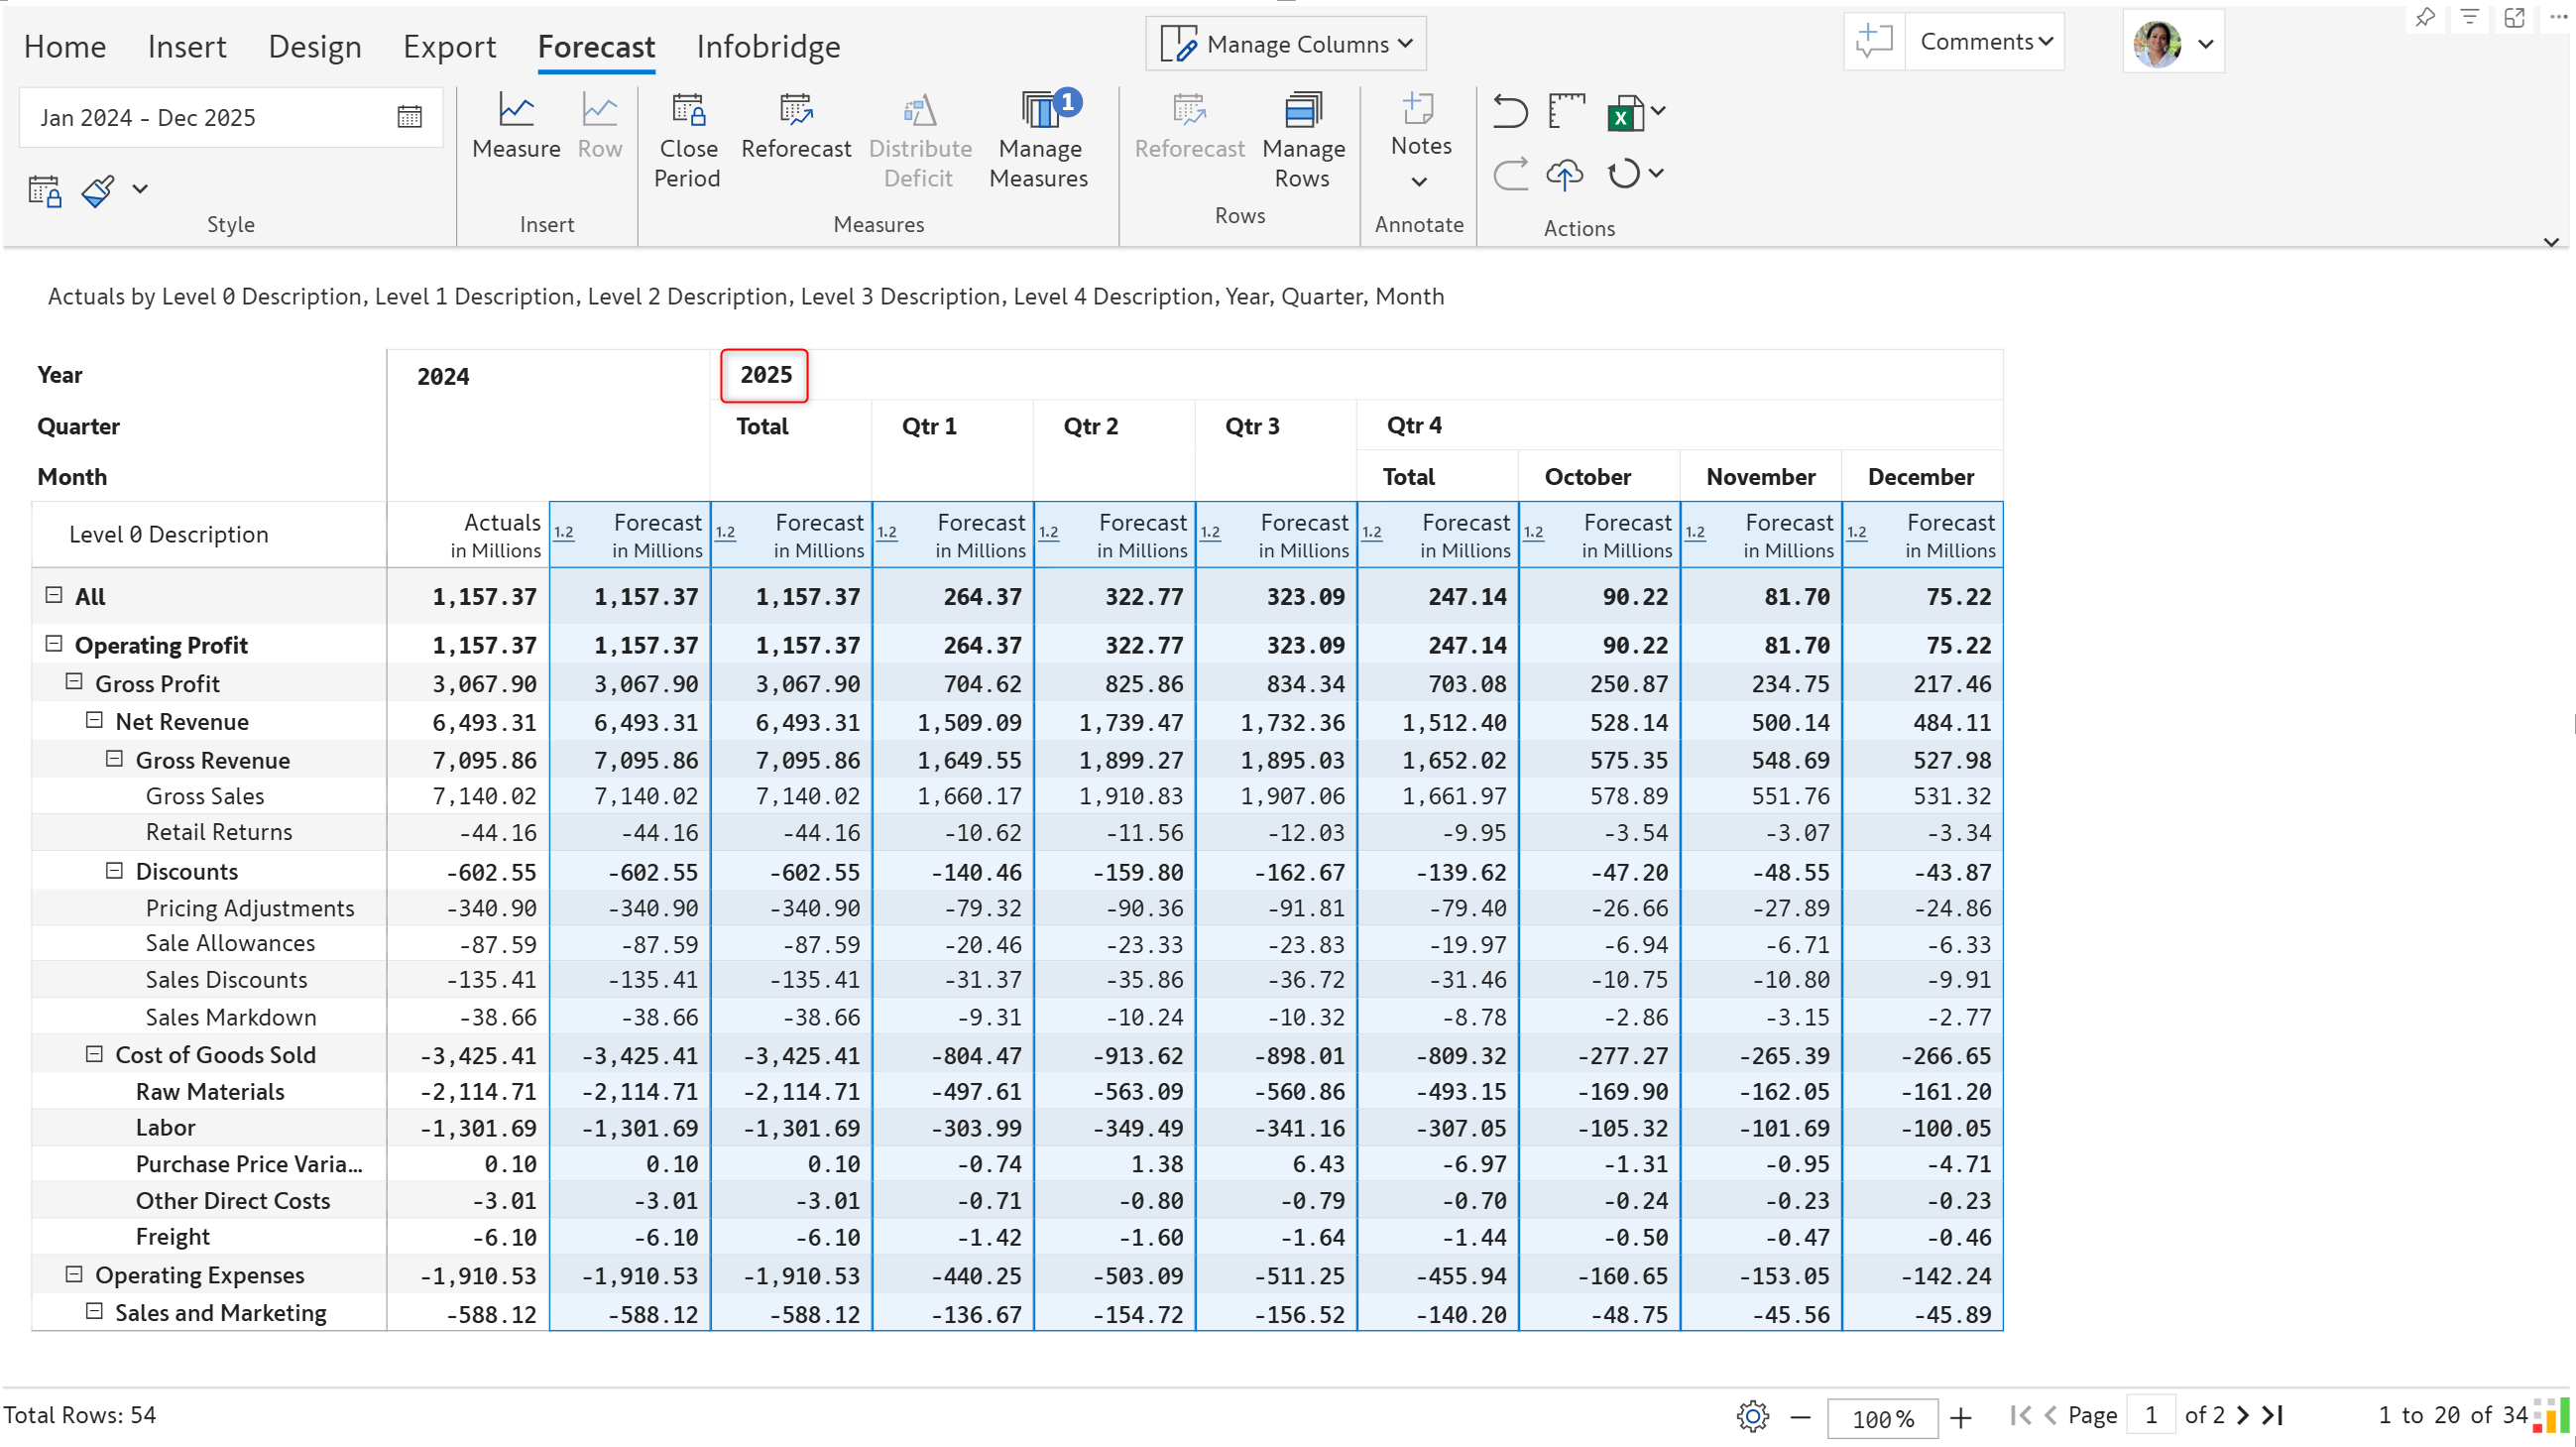 Home Insert Design Export Forecast Infobridge Manage Columns Comments
Jan 2024 - Dec 2025
Measure Row
Close Period Reforecast Distribute Deficit Manage Measures 1
Reforecast Manage Rows
Notes
X
Style Insert Measures Rows Annotate Actions
Actuals by Level 0 Description, Level 1 Description, Level 2 Description, Level 3 Description, Level 4 Description, Year, Quarter, Month
Year 2024 2025
Quarter Total Qtr 1 Qtr 2 Qtr 3 Qtr 4
Month Total October November December
Level 0 Description Actuals 1.2 Forecast 1.2 Forecast 1.2 Forecast 1.2 Forecast 1.2 Forecast 1.2 Forecast 1.2 Forecast 1.2 Forecast 1.2 Forecast
in Millions in Millions in Millions in Millions in Millions in Millions in Millions in Millions in Millions in Millions
All 1,157.37 1,157.37 1,157.37 264.37 322.77 323.09 247.14 90.22 81.70 75.22
Operating Profit 1,157.37 1,157.37 1,157.37 264.37 322.77 323.09 247.14 90.22 81.70 75.22
Gross Profit 3,067.90 3,067.90 3,067.90 704.62 825.86 834.34 703.08 250.87 234.75 217.46
Net Revenue 6,493.31 6,493.31 6,493.31 1,509.09 1,739.47 1,732.36 1,512.40 528.14 500.14 484.11
Gross Revenue 7,095.86 7,095.86 7,095.86 1,649.55 1,899.27 1,895.03 1,652.02 575.35 548.69 527.98
Gross Sales 7,140.02 7,140.02 7,140.02 1,660.17 1,910.83 1,907.06 1,661.97 578.89 551.76 531.32
Retail Returns -44.16 -44.16 -44.16 -10.62 -11.56 -12.03 -9.95 -3.54 -3.07 -3.34
Discounts -602.55 -602.55 -602.55 -140.46 -159.80 -162.67 -139.62 -47.20 -48.55 -43.87
Pricing Adjustments -340.90 -340.90 -340.90 -79.32 -90.36 -91.81 -79.40 -26.66 -27.89 -24.86
Sale Allowances -87.59 -87.59 -87.59 -20.46 -23.33 -23.83 -19.97 -6.94 -6.71 -6.33
Sales Discounts -135.41 -135.41 -135.41 -31.37 -35.86 -36.72 -31.46 -10.75 -10.80 -9.91
Sales Markdown -38.66 -38.66 -38.66 -9.31 -10.24 -10.32 -8.78 -2.86 -3.15 -2.77
Cost of Goods Sold -3,425.41 -3,425.41 -3,425.41 -804.47 -913.62 -898.01 -809.32 -277.27 -265.39 -266.65
Raw Materials -2,114.71 -2,114.71 -2,114.71 -497.61 -563.09 -560.86 -493.15 -169.90 -162.05 -161.20
Labor -1,301.69 -1,301.69 -1,301.69 -303.99 -349.49 -341.16 -307.05 -105.32 -101.69 -100.05
Purchase Price Varia... 0.10 0.10 0.10 -0.74 1.38 6.43 -6.97 -1.31 -0.95 -4.71
Other Direct Costs -3.01 -3.01 -3.01 -0.71 -0.80 -0.79 -0.70 -0.24 -0.23 -0.23
Freight -6.10 -6.10 -6.10 -1.42 -1.60 -1.64 -1.44 -0.50 -0.47 -0.46
Operating Expenses -1,910.53 -1,910.53 -1,910.53 -440.25 -503.09 -511.25 -455.94 -160.65 -153.05 -142.24
Sales and Marketing -588.12 -588.12 -588.12 -136.67 -154.72 -156.52 -140.20 -48.75 -45.56 -45.89
Total Rows: 54 100% Page 1 of 2 1 to 20 of 34